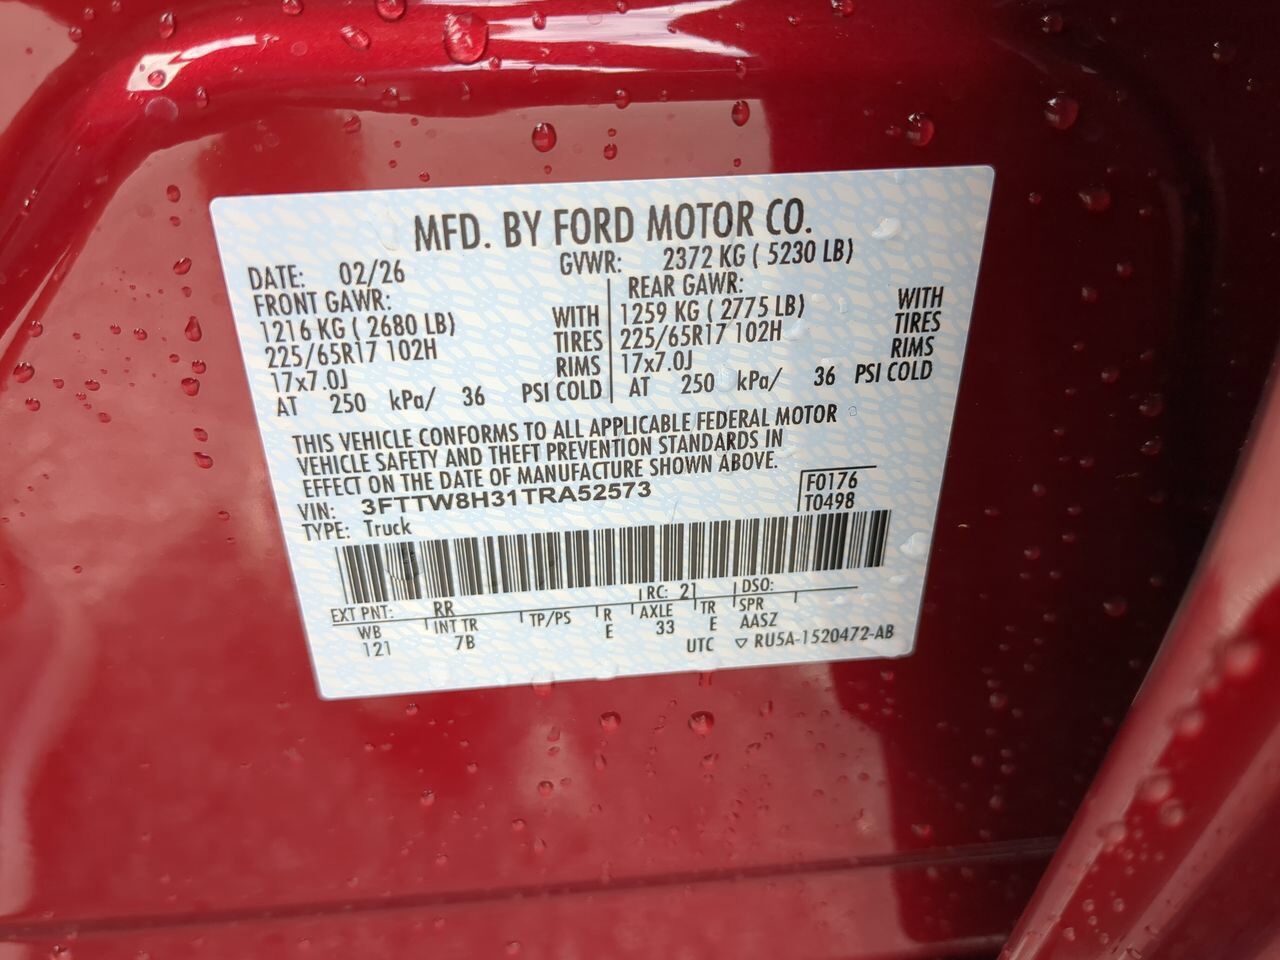 MFD. BY FORD MOTOR CO.
DATE: 02/26 GVWR: 2372 KG ( 5230 LB)
FRONT GAWR: REAR GAWR:
1216 KG ( 2680 LB) WITH 1259 KG ( 2775 LB) WITH
225/65R17 102H TIRES 225/65R17 102H TIRES
17x7.0J RIMS 17x7.0J RIMS
AT 250 kPa/ 36 PSI COLD AT 250 kPa/ 36 PSI COLD
THIS VEHICLE CONFORMS TO ALL APPLICABLE FEDERAL MOTOR
VEHICLE SAFETY AND THEFT PREVENTION STANDARDS IN
EFFECT ON THE DATE OF MANUFACTURE SHOWN ABOVE.
VIN: 3FTTW8H31TRA52573 F0176
TYPE: Truck T0498
EXT PNT: RR RC: 21 DSO:
WB INT TR TP/PS R AXLE TR SPR
121 7B E 33 E AASZ
UTC ▽ RU5A-1520472-AB